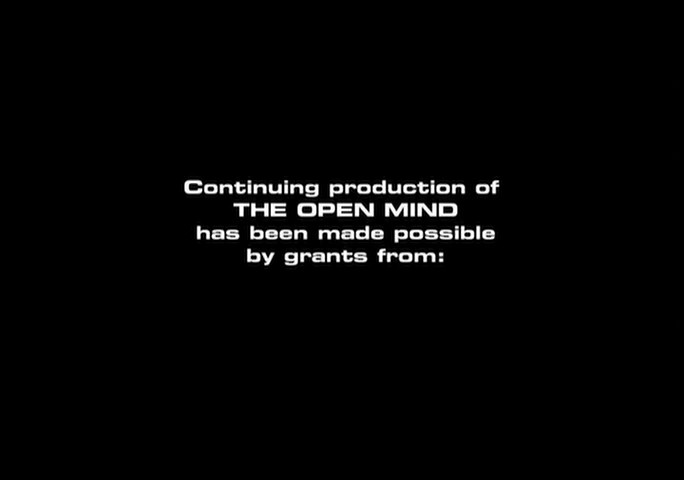 Continuing production of
THE OPEN MIND
has been made possible
by grants from: